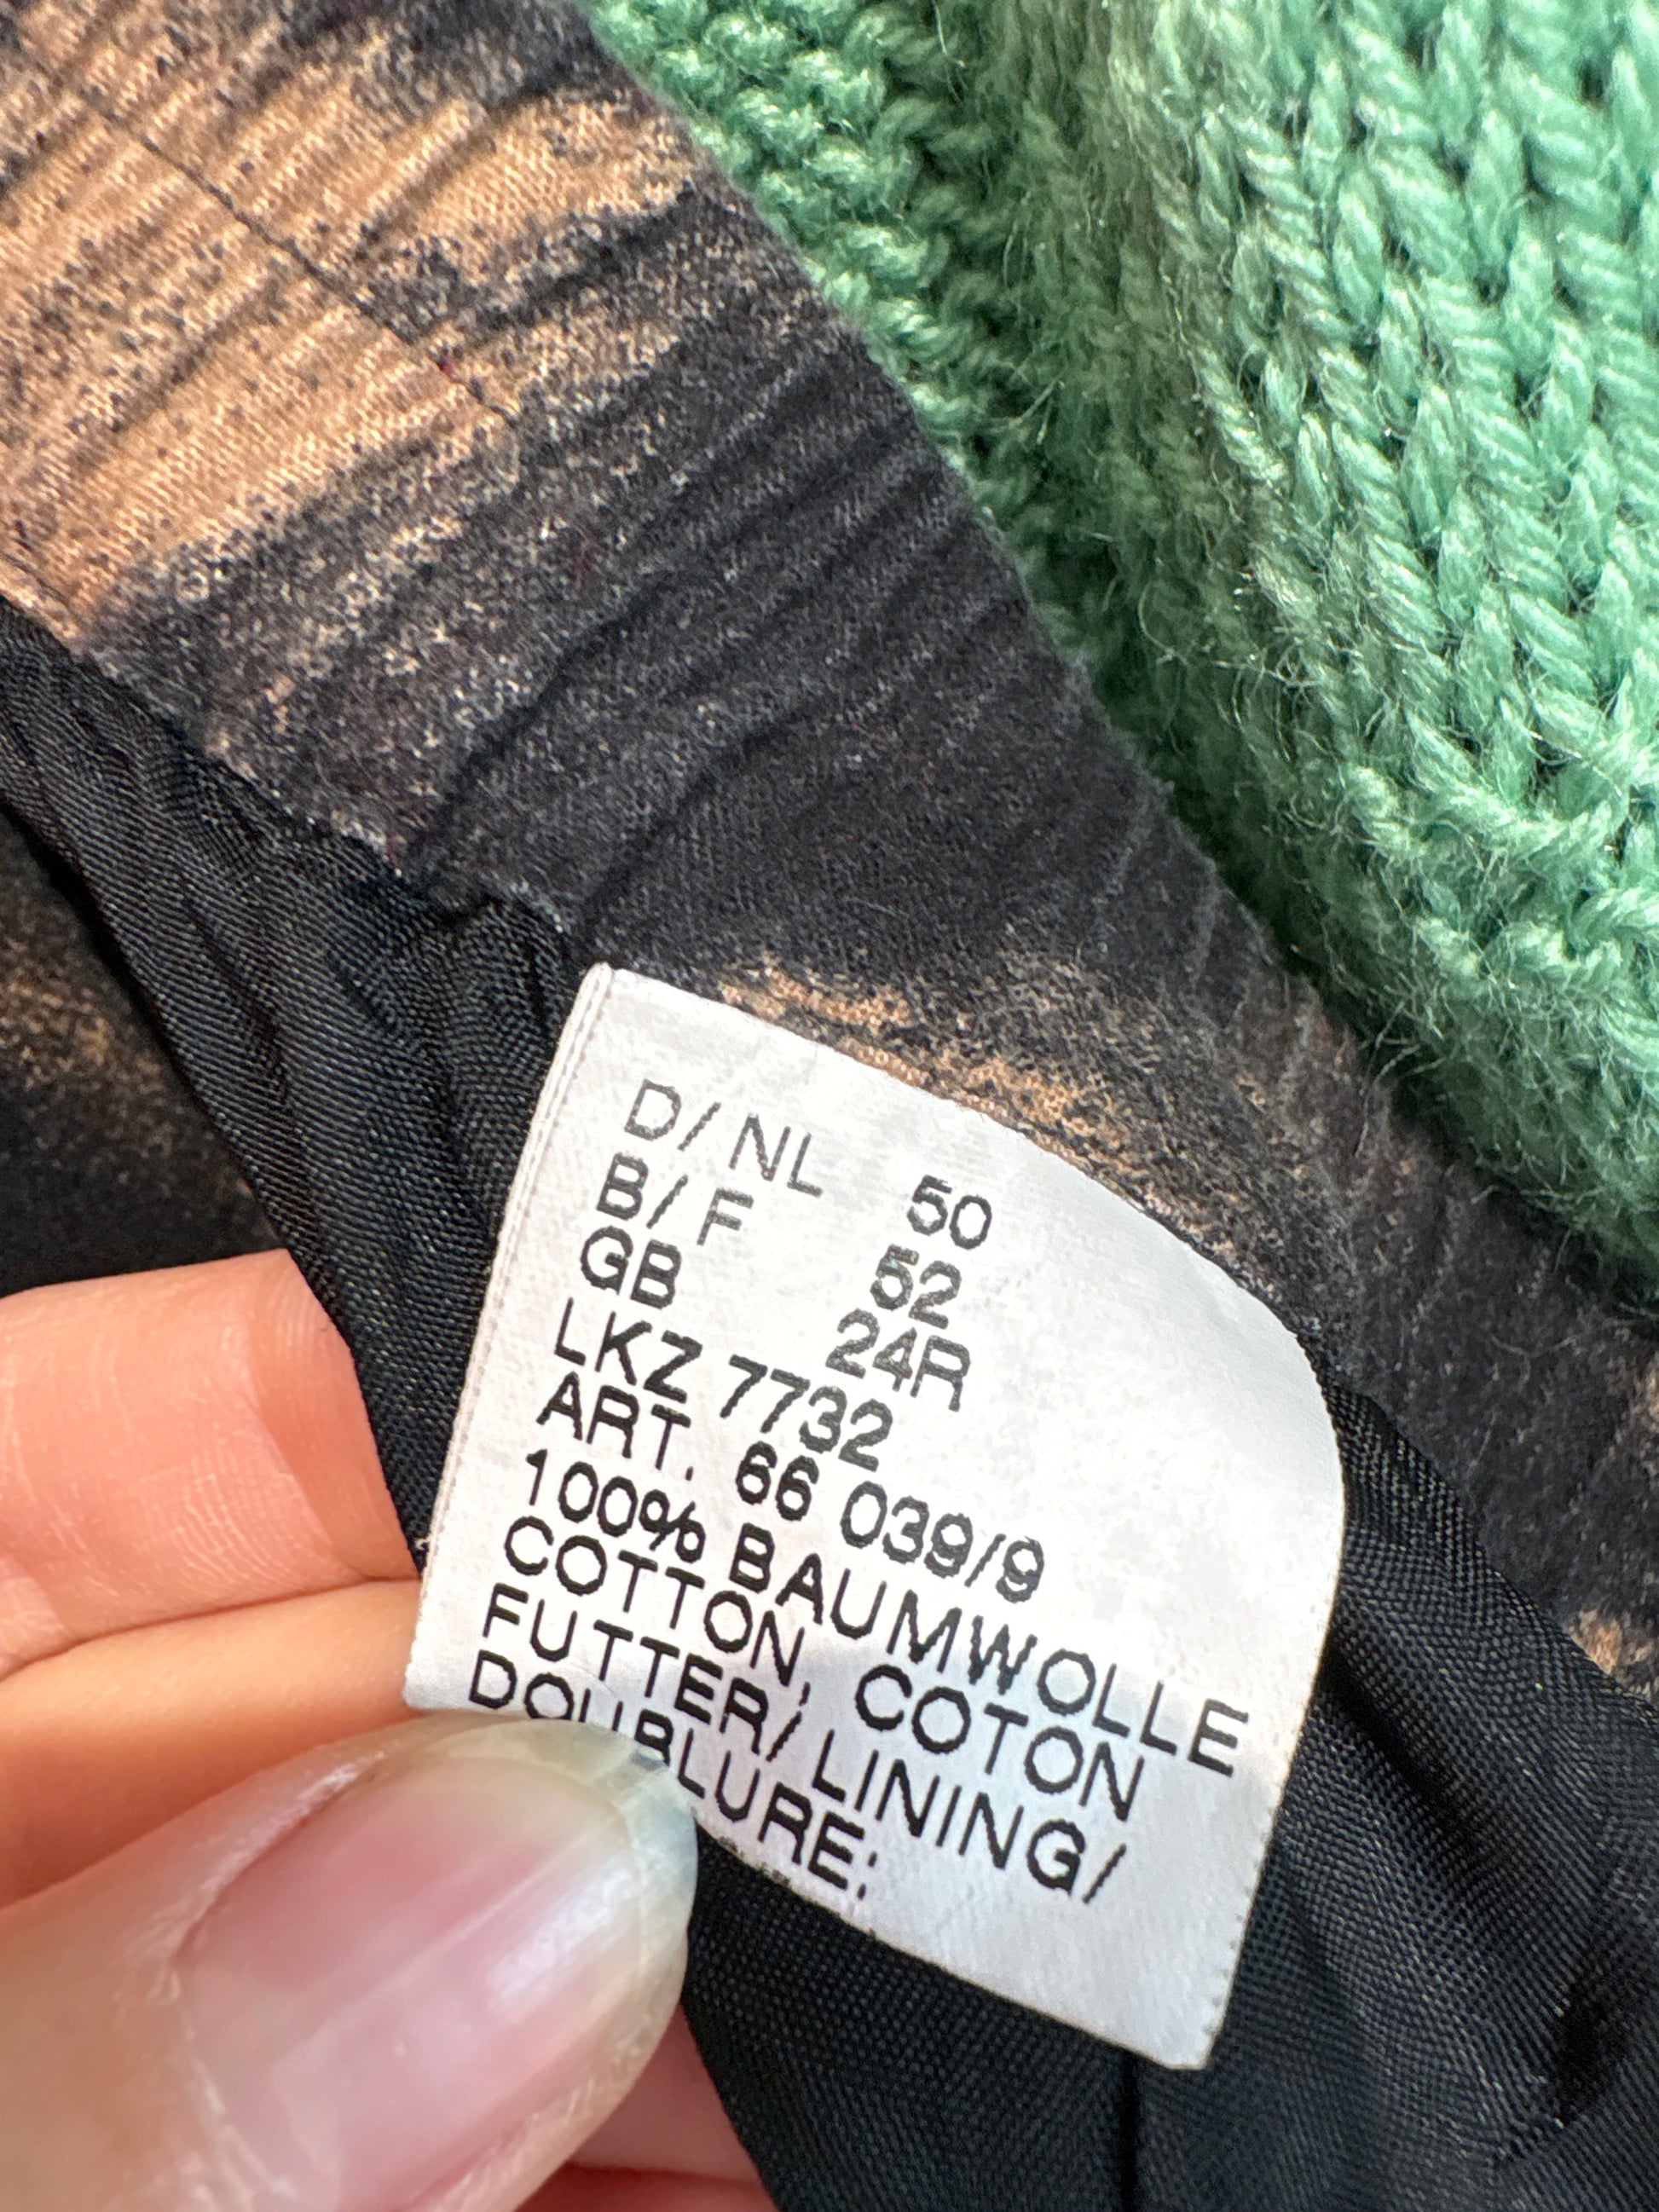 D/NL 50
B/F 52
GB 24R
LKZ 7732
ART. 66 039/9
100% BAUMWOLLE
COTTON, COTON
FUTTER/LINING/
DOUBLURE: